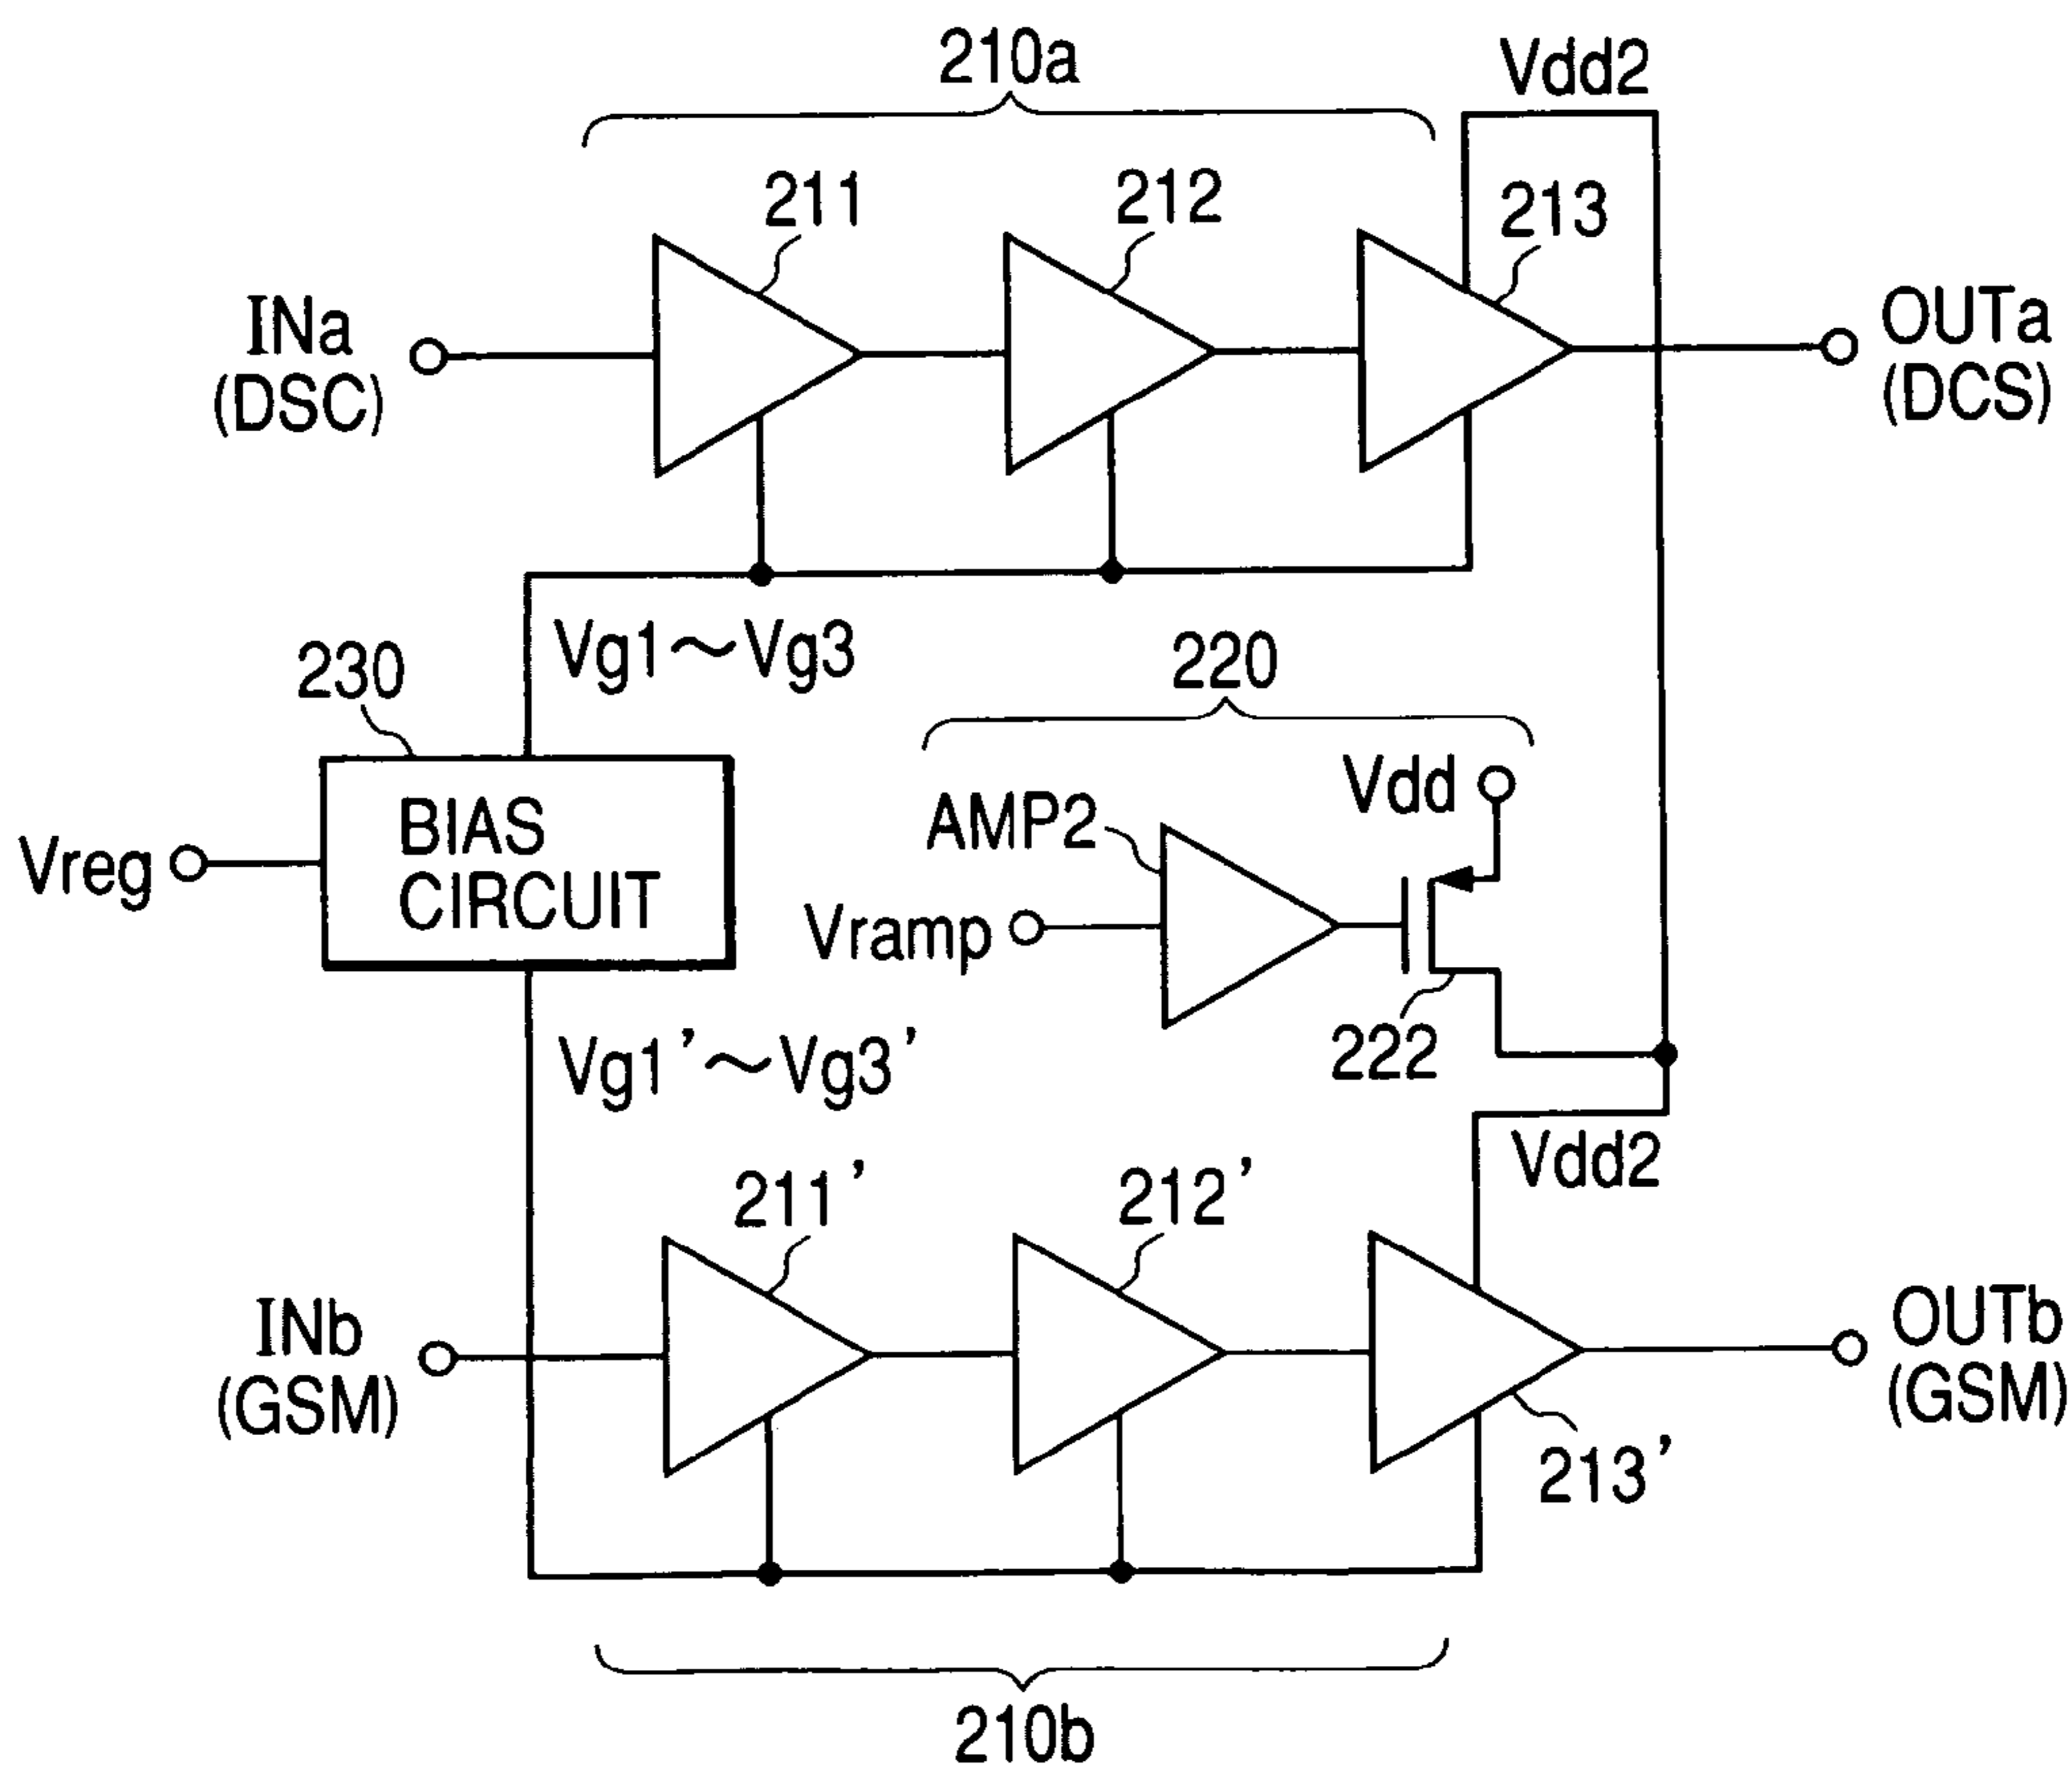 210a
Vdd2
211
212
213
INa
(DSC)
OUTa
(DCS)
Vg1~Vg3
230
220
Vdd
BIAS
CIRCUIT
AMP2
Vreg
Vramp
222
Vg1'~Vg3'
Vdd2
211'
212'
INb
(GSM)
OUTb
(GSM)
213'
210b